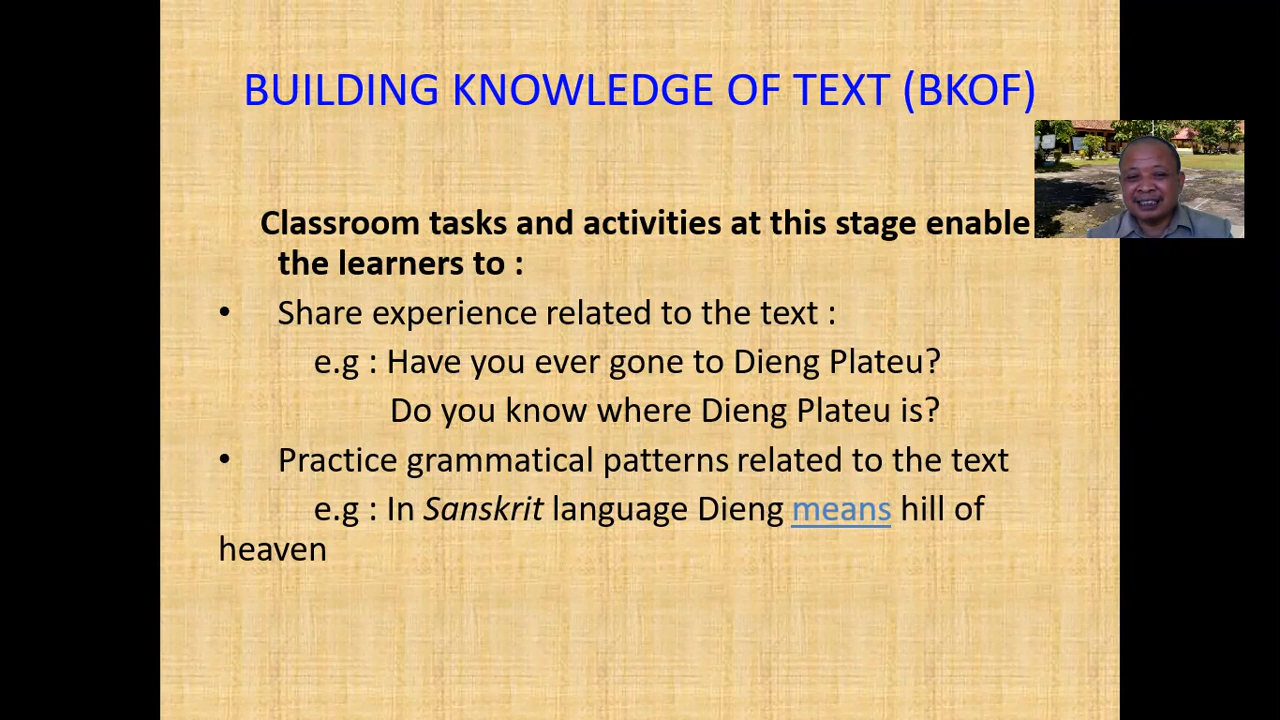 BUILDING KNOWLEDGE OF TEXT (BKOF)
Classroom tasks and activities at this stage enable
the learners to :
• Share experience related to the text :
e.g : Have you ever gone to Dieng Plateu?
Do you know where Dieng Plateu is?
• Practice grammatical patterns related to the text
e.g : In Sanskrit language Dieng means hill of
heaven